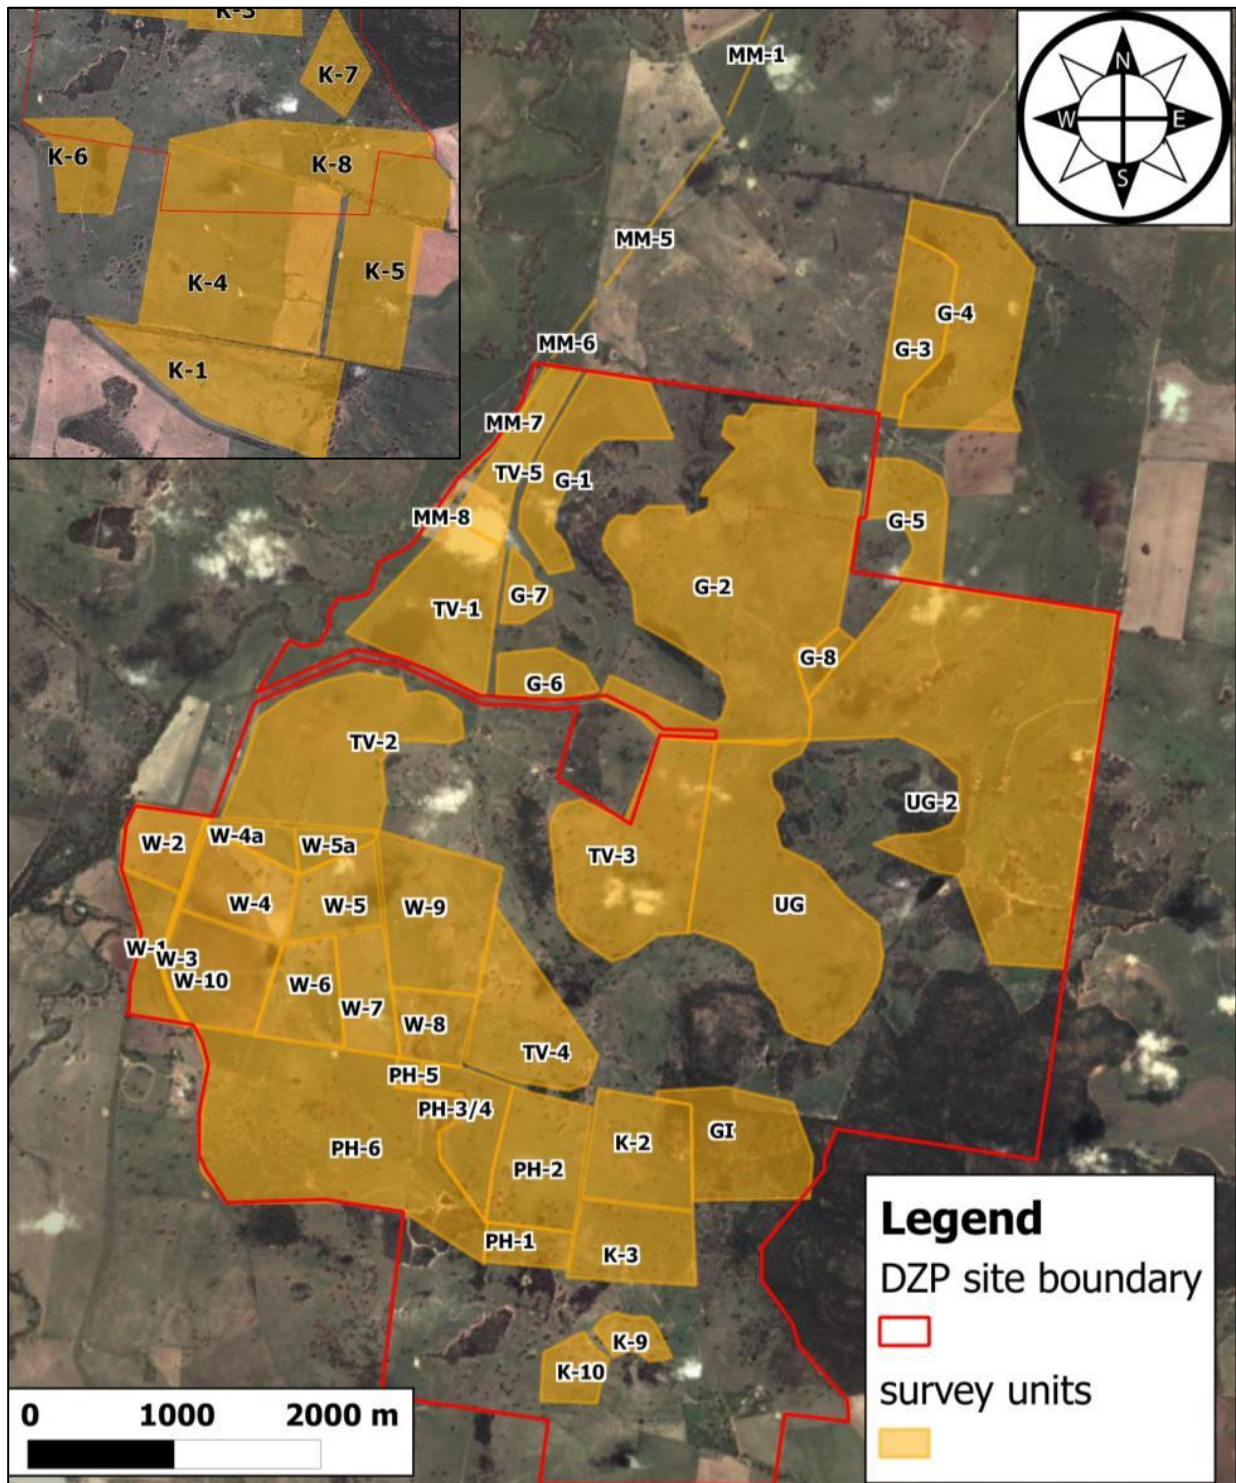 K-3
K-7
K-6
K-8
K-4
K-5
K-1
MM-1
N
W
E
S
MM-5
G-4
G-3
MM-6
MM-7
TV-5
G-1
MM-8
G-5
G-2
G-7
TV-1
G-8
G-6
TV-2
UG-2
W-4a
W-2
W-5a
TV-3
W-4
W-5
W-9
UG
W-1
W-3
W-10
W-6
W-7
W-8
TV-4
PH-5
PH-3/4
GI
K-2
PH-6
PH-2
PH-1
K-3
K-9
K-10
Legend
DZP site boundary
survey units
0 1000 2000 m